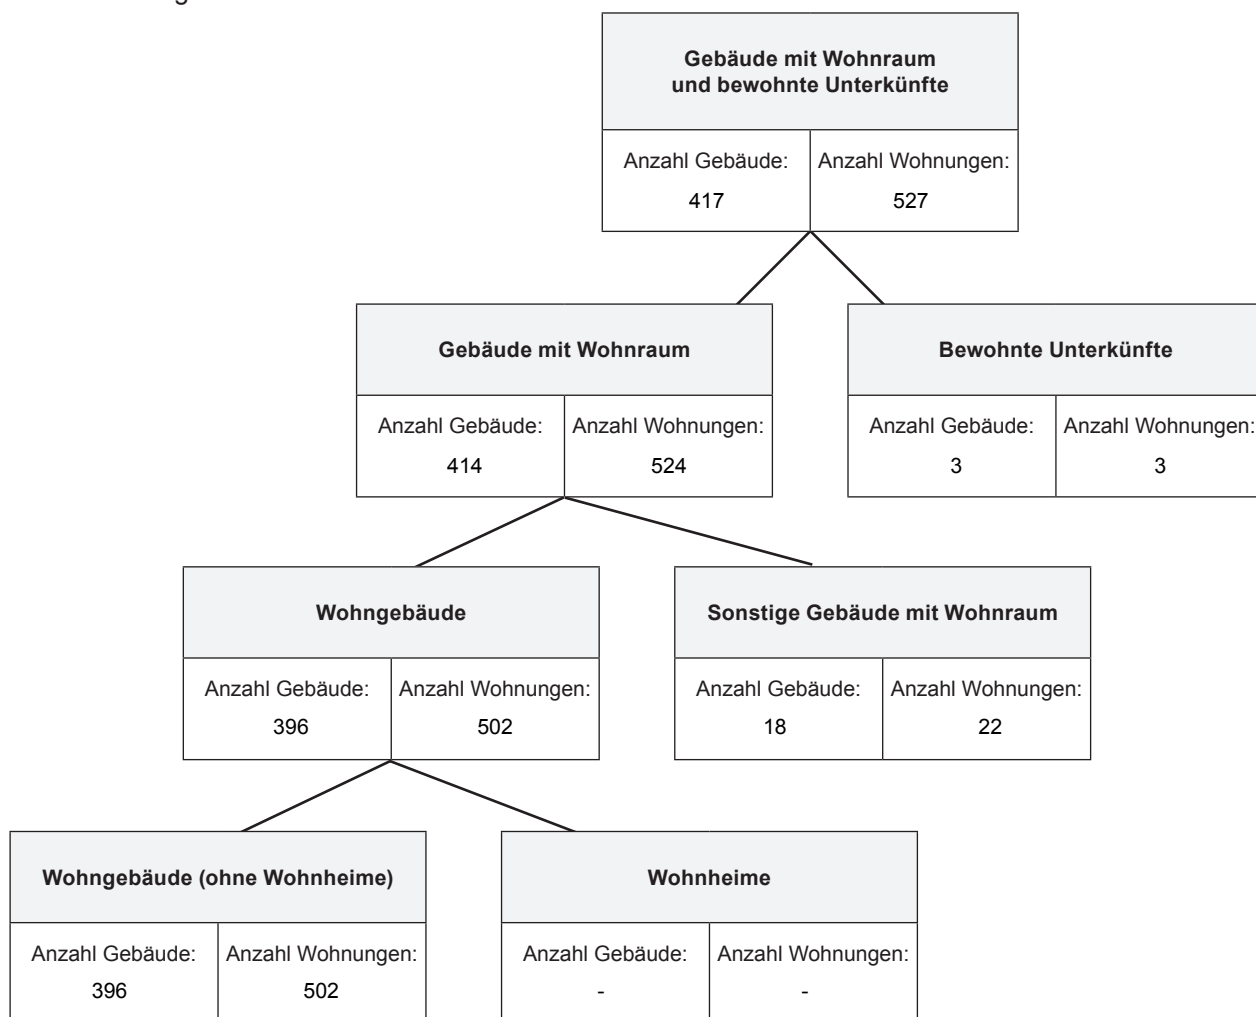 Gebäude mit Wohnraum
und bewohnte Unterkünfte
Anzahl Gebäude: Anzahl Wohnungen:
417 527
Gebäude mit Wohnraum
Bewohnte Unterkünfte
Anzahl Gebäude: Anzahl Wohnungen: Anzahl Gebäude: Anzahl Wohnungen:
414 524 3 3
Wohngebäude
Sonstige Gebäude mit Wohnraum
Anzahl Gebäude: Anzahl Wohnungen: Anzahl Gebäude: Anzahl Wohnungen:
396 502 18 22
Wohngebäude (ohne Wohnheime)
Wohnheime
Anzahl Gebäude: Anzahl Wohnungen: Anzahl Gebäude: Anzahl Wohnungen:
396 502 - -